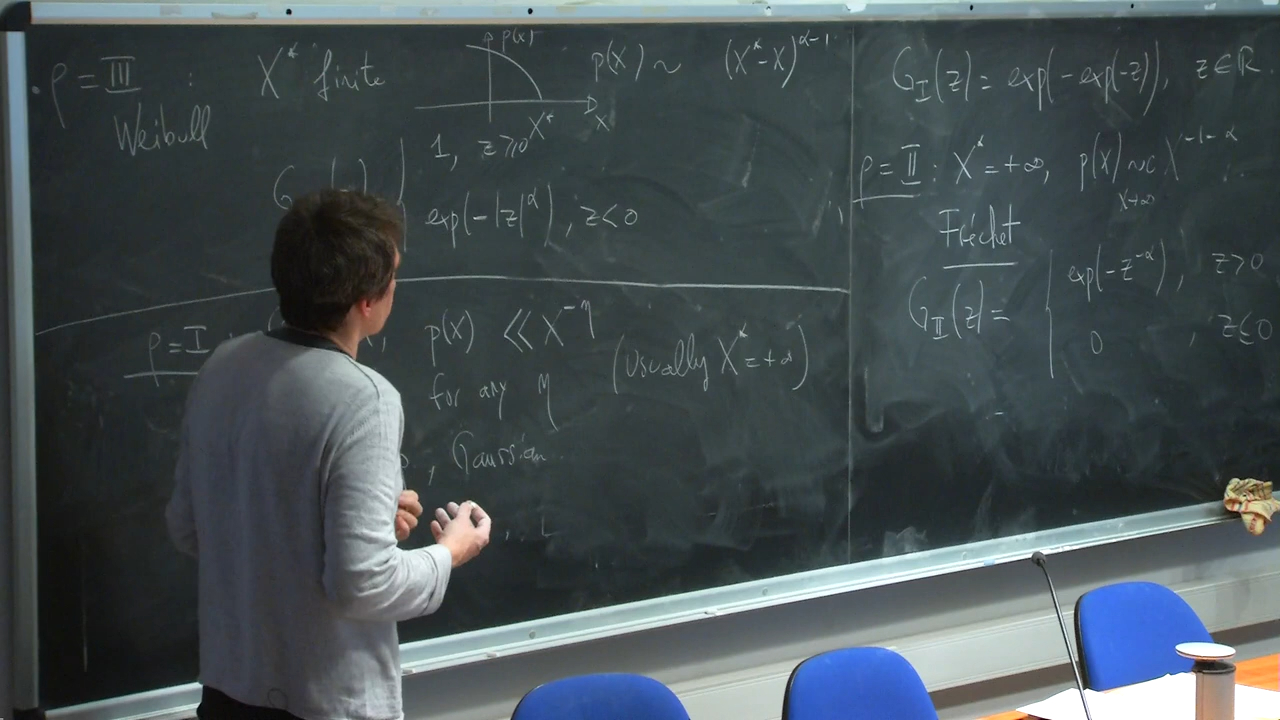 ρ = III : X* finite
Weibull
p(x)
X*
x
p(X) ~ (X*-X)^{α-1}
G ( )
1, z ≥ 0
exp(-|z|^α), z < 0
ρ = I
p(X) ≪ X^{-η} (usually X* = +∞)
for any η
, Gaussian
G_I(z) = exp(-exp(-z)), z ∈ ℝ.
ρ = II : X* = +∞, p(X) ~ c X^{-1-α}
X→∞
Fréchet
G_II(z) =
exp(-z^{-α}), z > 0
0 , z ≤ 0